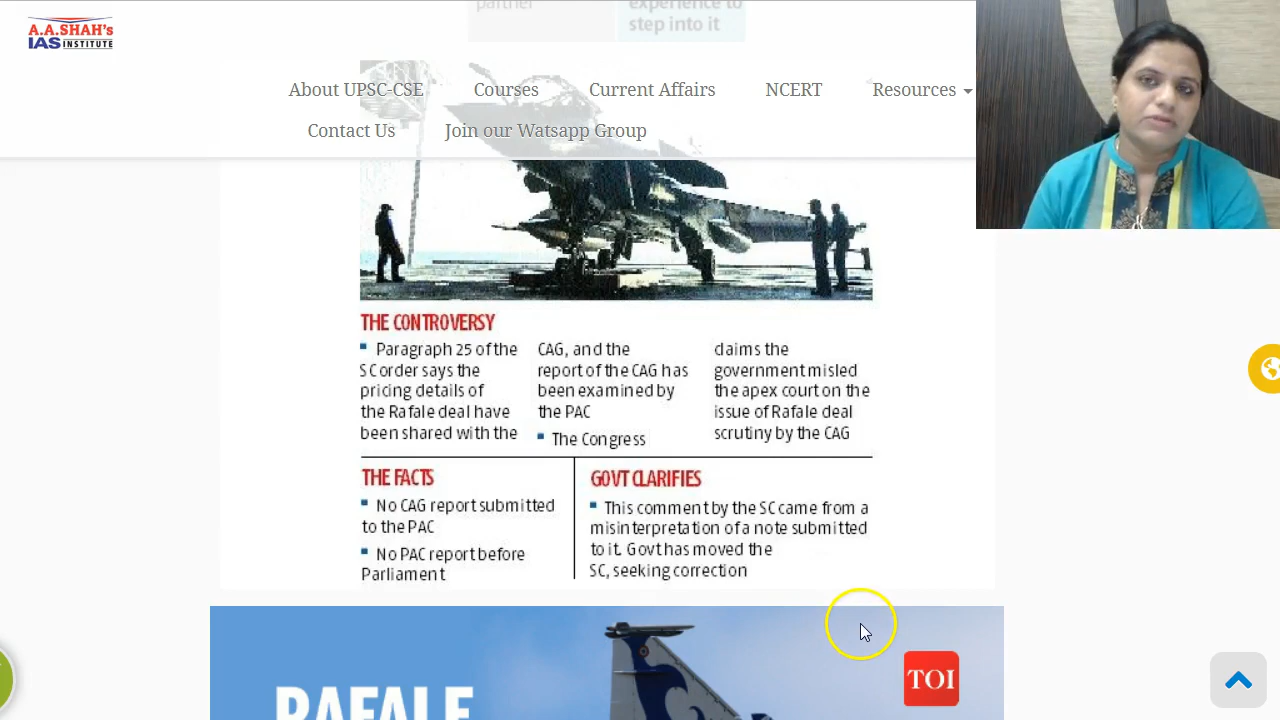 partner
experience to
step into it
A.A.SHAH's
IAS INSTITUTE
About UPSC-CSE
Courses
Current Affairs
NCERT
Resources
Contact Us
Join our Watsapp Group
THE CONTROVERSY
Paragraph 25 of the
SC order says the
pricing details of
the Rafale deal have
been shared with the
CAG, and the
report of the CAG has
been examined by
the PAC
The Congress
claims the
government misled
the apex court on the
issue of Rafale deal
scrutiny by the CAG
THE FACTS
No CAG report submitted
to the PAC
No PAC report before
Parliament
GOVT CLARIFIES
This comment by the SC came from a
misinterpretation of a note submitted
to it. Govt has moved the
SC, seeking correction
RAFALE
TOI